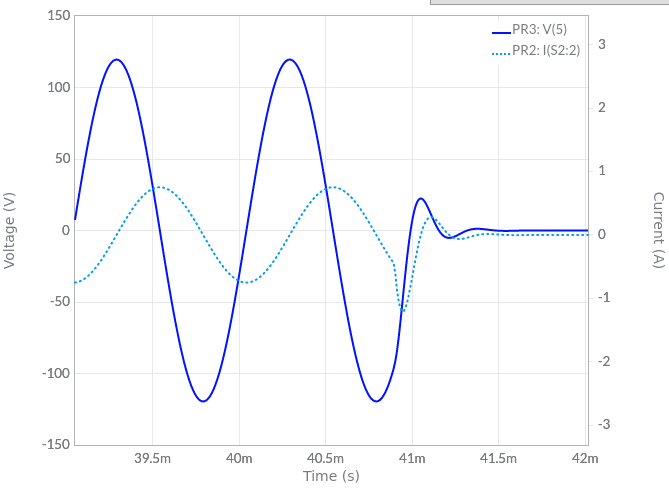 PR3: V(5)
PR2: I(S2:2)
Voltage (V)
150
100
50
0
-50
-100
-150
3
2
1
0
-1
-2
-3
Current (A)
39.5m
40m
40.5m
41m
41.5m
42m
Time (s)